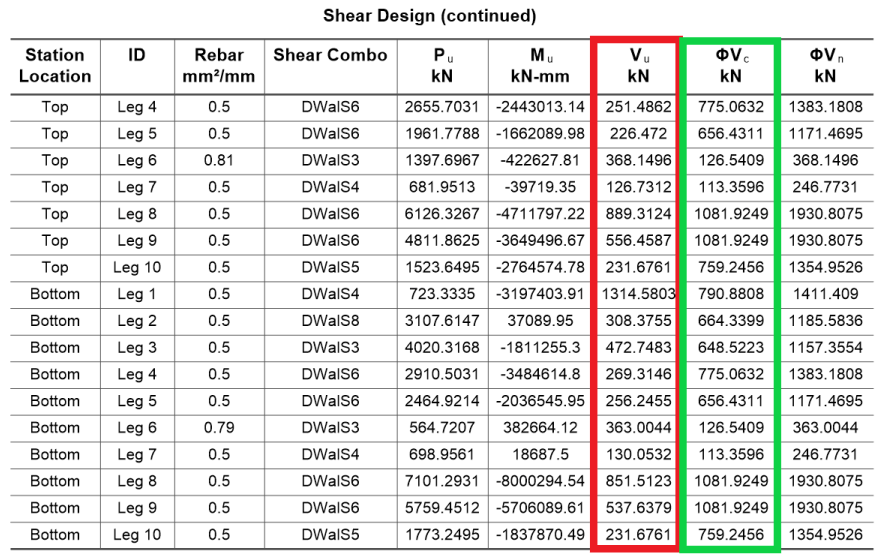 Shear Design (continued)
Station Location ID Rebar mm²/mm Shear Combo Pu kN Mu kN-mm Vu kN ΦVc kN ΦVn kN
Top Leg 4 0.5 DWalS6 2655.7031 -2443013.14 251.4862 775.0632 1383.1808
Top Leg 5 0.5 DWalS6 1961.7788 -1662089.98 226.472 656.4311 1171.4695
Top Leg 6 0.81 DWalS3 1397.6967 -422627.81 368.1496 126.5409 368.1496
Top Leg 7 0.5 DWalS4 681.9513 -39719.35 126.7312 113.3596 246.7731
Top Leg 8 0.5 DWalS6 6126.3267 -4711797.22 889.3124 1081.9249 1930.8075
Top Leg 9 0.5 DWalS6 4811.8625 -3649496.67 556.4587 1081.9249 1930.8075
Top Leg 10 0.5 DWalS5 1523.6495 -2764574.78 231.6761 759.2456 1354.9526
Bottom Leg 1 0.5 DWalS4 723.3335 -3197403.91 1314.5803 790.8808 1411.409
Bottom Leg 2 0.5 DWalS8 3107.6147 37089.95 308.3755 664.3399 1185.5836
Bottom Leg 3 0.5 DWalS3 4020.3168 -1811255.3 472.7483 648.5223 1157.3554
Bottom Leg 4 0.5 DWalS6 2910.5031 -3484614.8 269.3146 775.0632 1383.1808
Bottom Leg 5 0.5 DWalS6 2464.9214 -2036545.95 256.2455 656.4311 1171.4695
Bottom Leg 6 0.79 DWalS3 564.7207 382664.12 363.0044 126.5409 363.0044
Bottom Leg 7 0.5 DWalS4 698.9561 18687.5 130.0532 113.3596 246.7731
Bottom Leg 8 0.5 DWalS6 7101.2931 -8000294.54 851.5123 1081.9249 1930.8075
Bottom Leg 9 0.5 DWalS6 5759.4512 -5706089.61 537.6379 1081.9249 1930.8075
Bottom Leg 10 0.5 DWalS5 1773.2495 -1837870.49 231.6761 759.2456 1354.9526